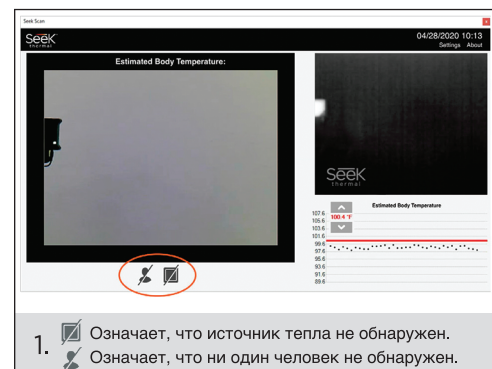 Seek Scan
Seek
thermal
04/28/2020 10:13
Settings About
Estimated Body Temperature:
Seek
thermal
Estimated Body Temperature
100.4 °F
107.6
105.6
103.6
101.6
99.6
97.6
95.6
93.6
91.6
89.6
1.
Означает, что источник тепла не обнаружен.
Означает, что ни один человек не обнаружен.